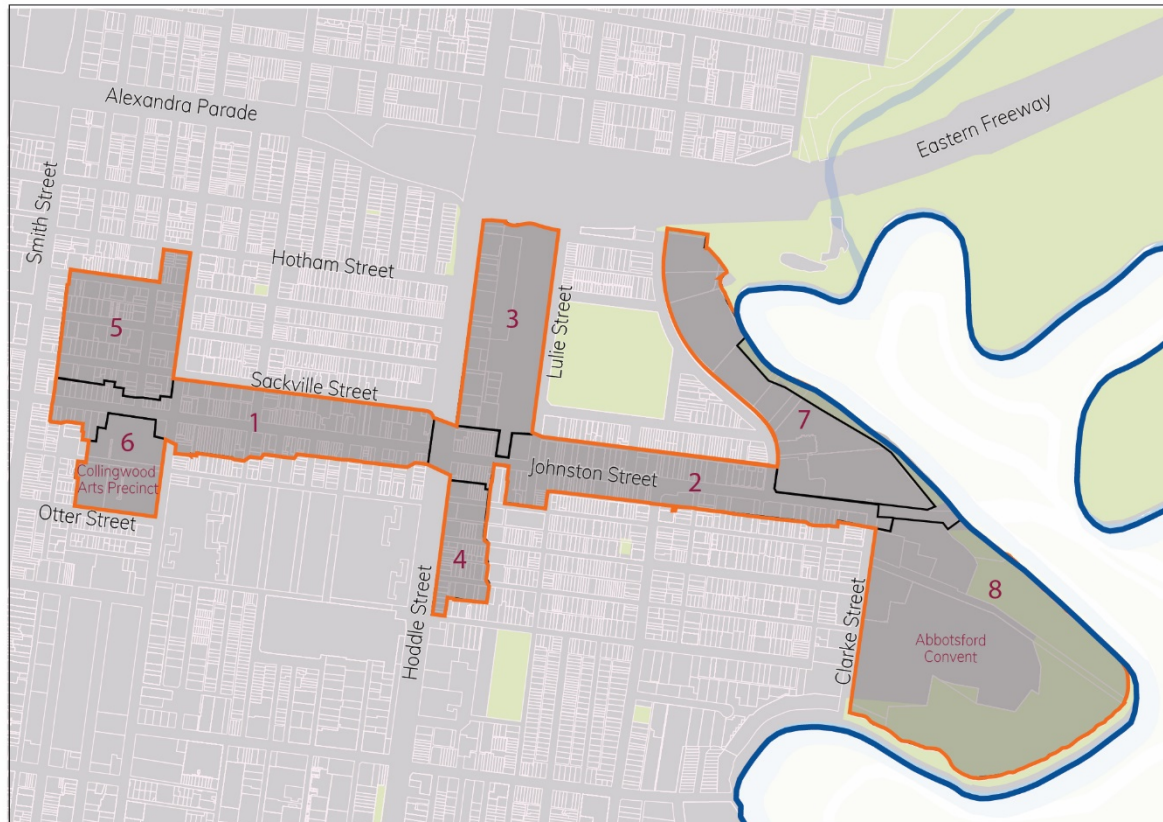 Alexandra Parade
Eastern Freeway
Smith Street
Hotham Street
3
Lulie Street
5
Sackville Street
1
7
6
Collingwood
Arts Precinct
Johnston Street
2
Otter Street
4
Hoddle Street
Clarke Street
8
Abbotsford
Convent